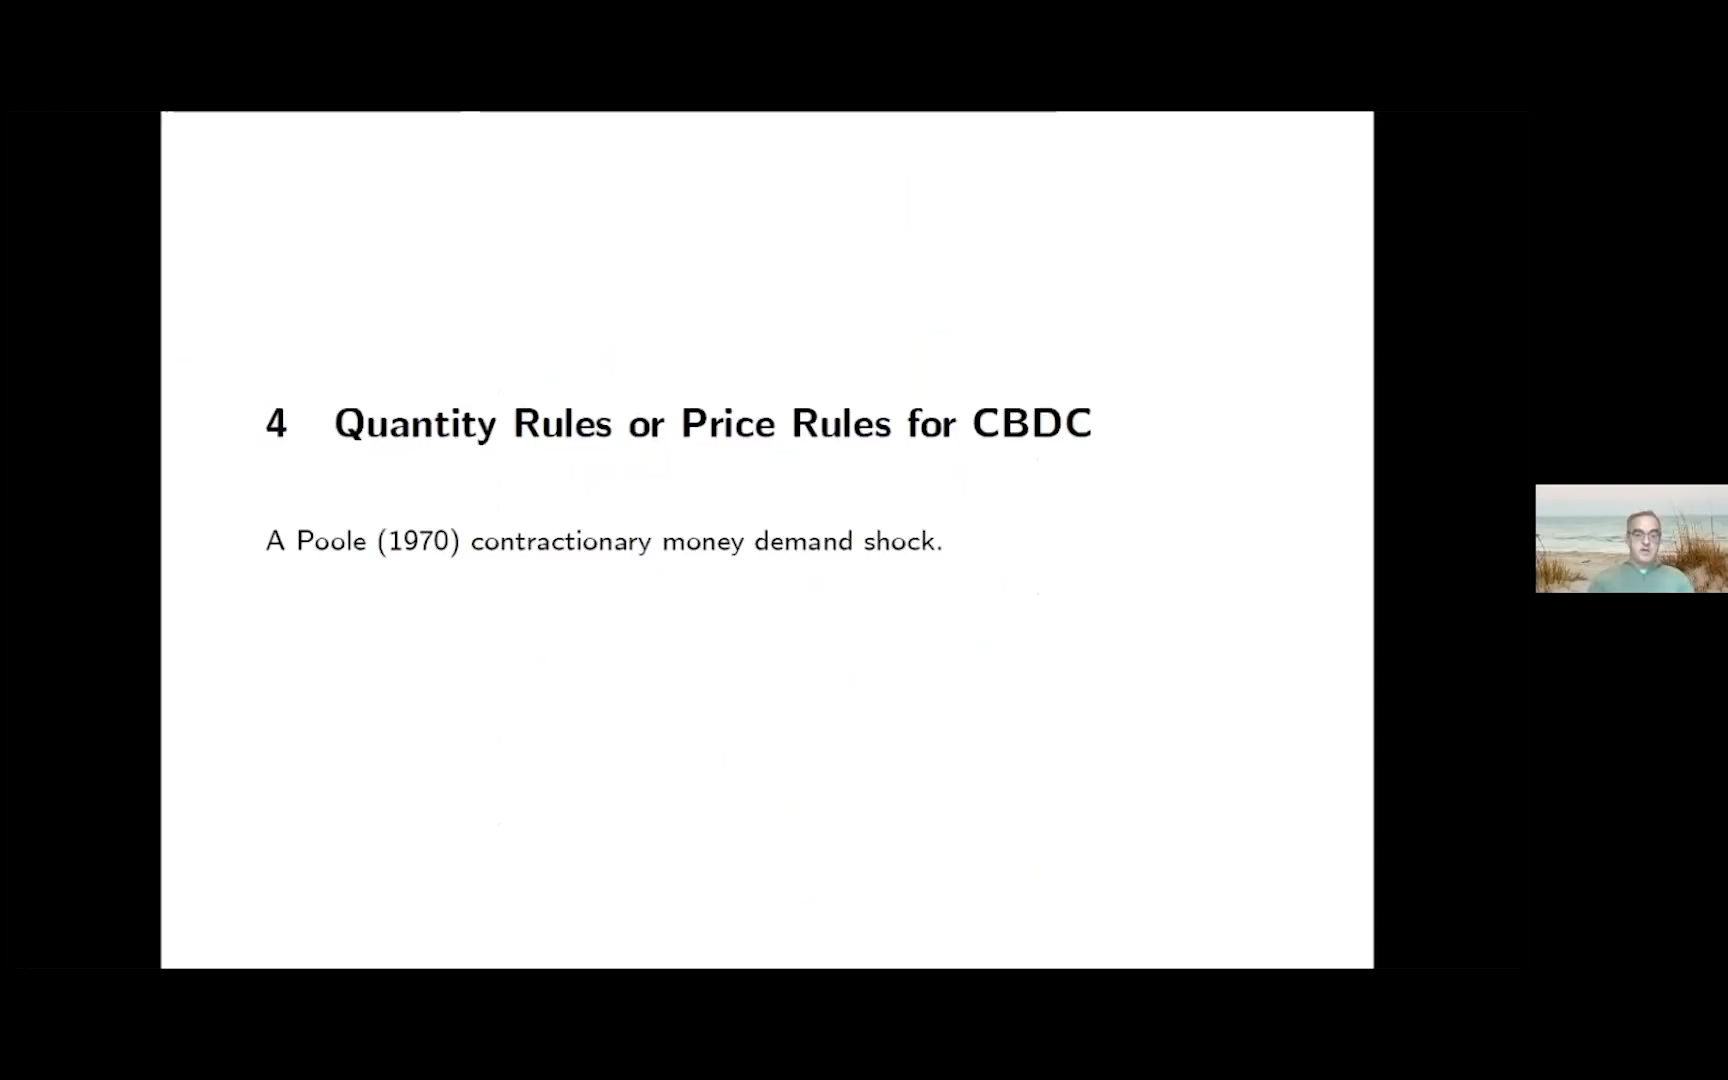 4 Quantity Rules or Price Rules for CBDC
A Poole (1970) contractionary money demand shock.